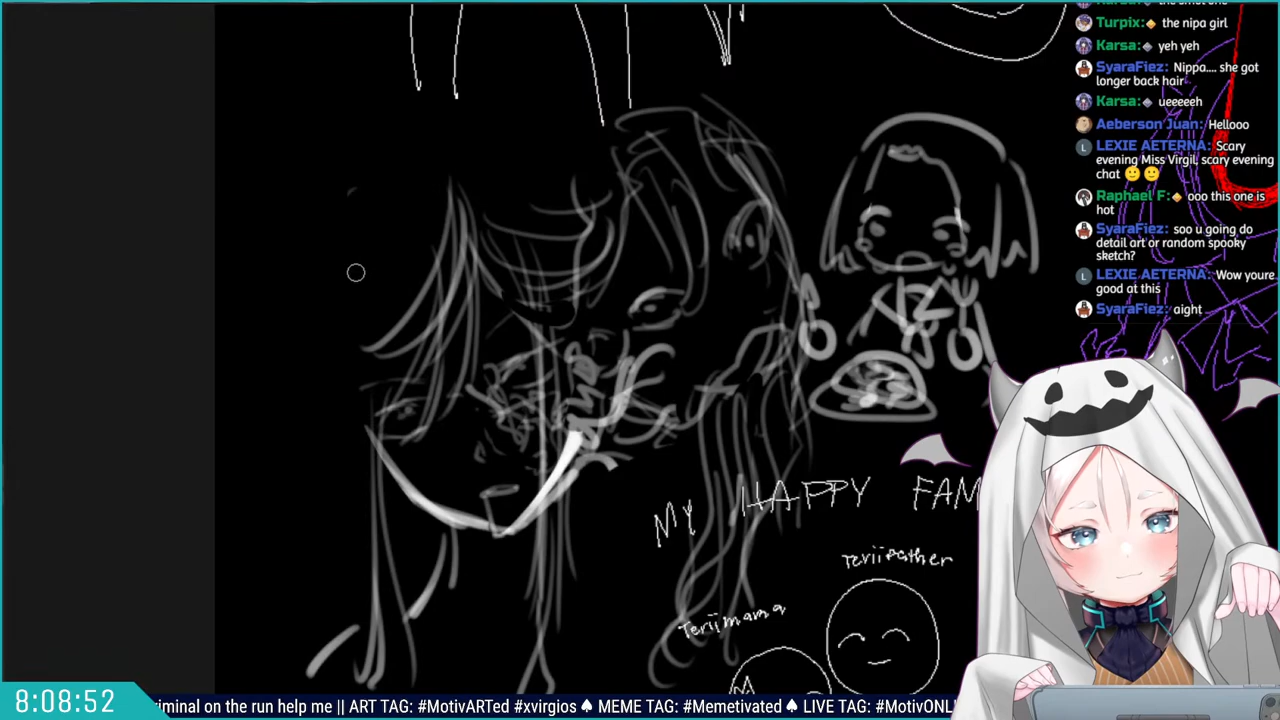 Turpix: the nipa girl
Karsa: yeh yeh
SyaraFiez: Nippa.... she got
longer back hair
Karsa: ueeeeeh
Aeberson Juan: Hellooo
LEXIE AETERNA: Scary
evening Miss Virgil, scary evening
chat 🙂 🙂
Raphael F: ooo this one is
hot
SyaraFiez: soo u going do
detail art or random spooky
sketch?
LEXIE AETERNA: Wow youre
good at this
SyaraFiez: aight
MY HAPPY FAM
Teriifather
Teriimama
8:08:52
riminal on the run help me || ART TAG: #MotivARTed #xvirgios ♠ MEME TAG: #Memetivated ♠ LIVE TAG: #MotivONLI